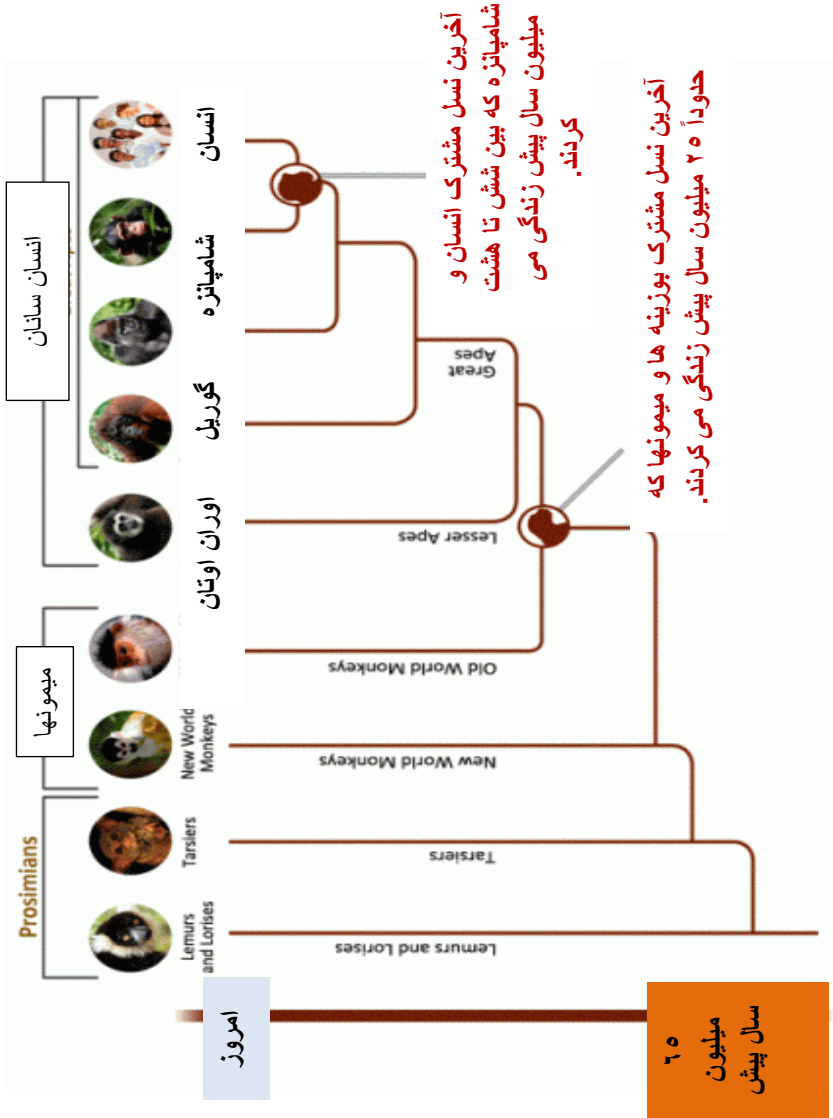 Prosimians
میمونها
انسان سانان
Lemurs
and Lorises
Tarsiers
New World
Monkeys
اوران اوتان
گوریل
شامپانزه
انسان
امروز
Lemurs and Lorises
Tarsiers
New World Monkeys
Old World Monkeys
Lesser Apes
Great
Apes
آخرین نسل مشترک انسان و
شامپانزه که بین شش تا هشت
میلیون سال پیش زندگی می
کردند.
آخرین نسل مشترک بوزینه ها و میمونها که
حدوداً ۲۵ میلیون سال پیش زندگی می کردند.
۶۵
میلیون
سال پیش